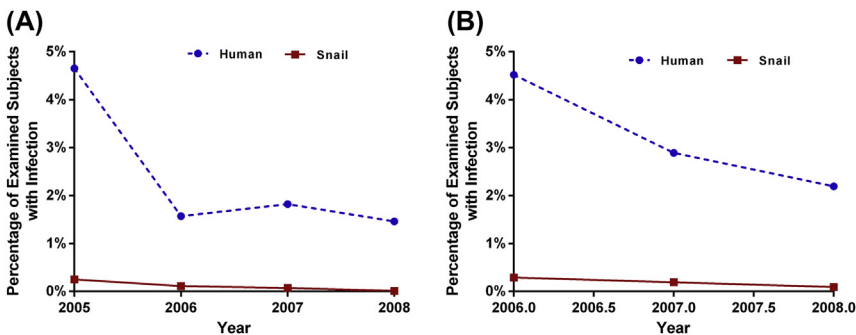 (A)
Percentage of Examined Subjects
with Infection
5%
4%
3%
2%
1%
0%
Human
Snail
2005
2006
2007
2008
Year
(B)
Percentage of Examined Subjects
with Infection
5%
4%
3%
2%
1%
0%
Human
Snail
2006.0
2006.5
2007.0
2007.5
2008.0
Year